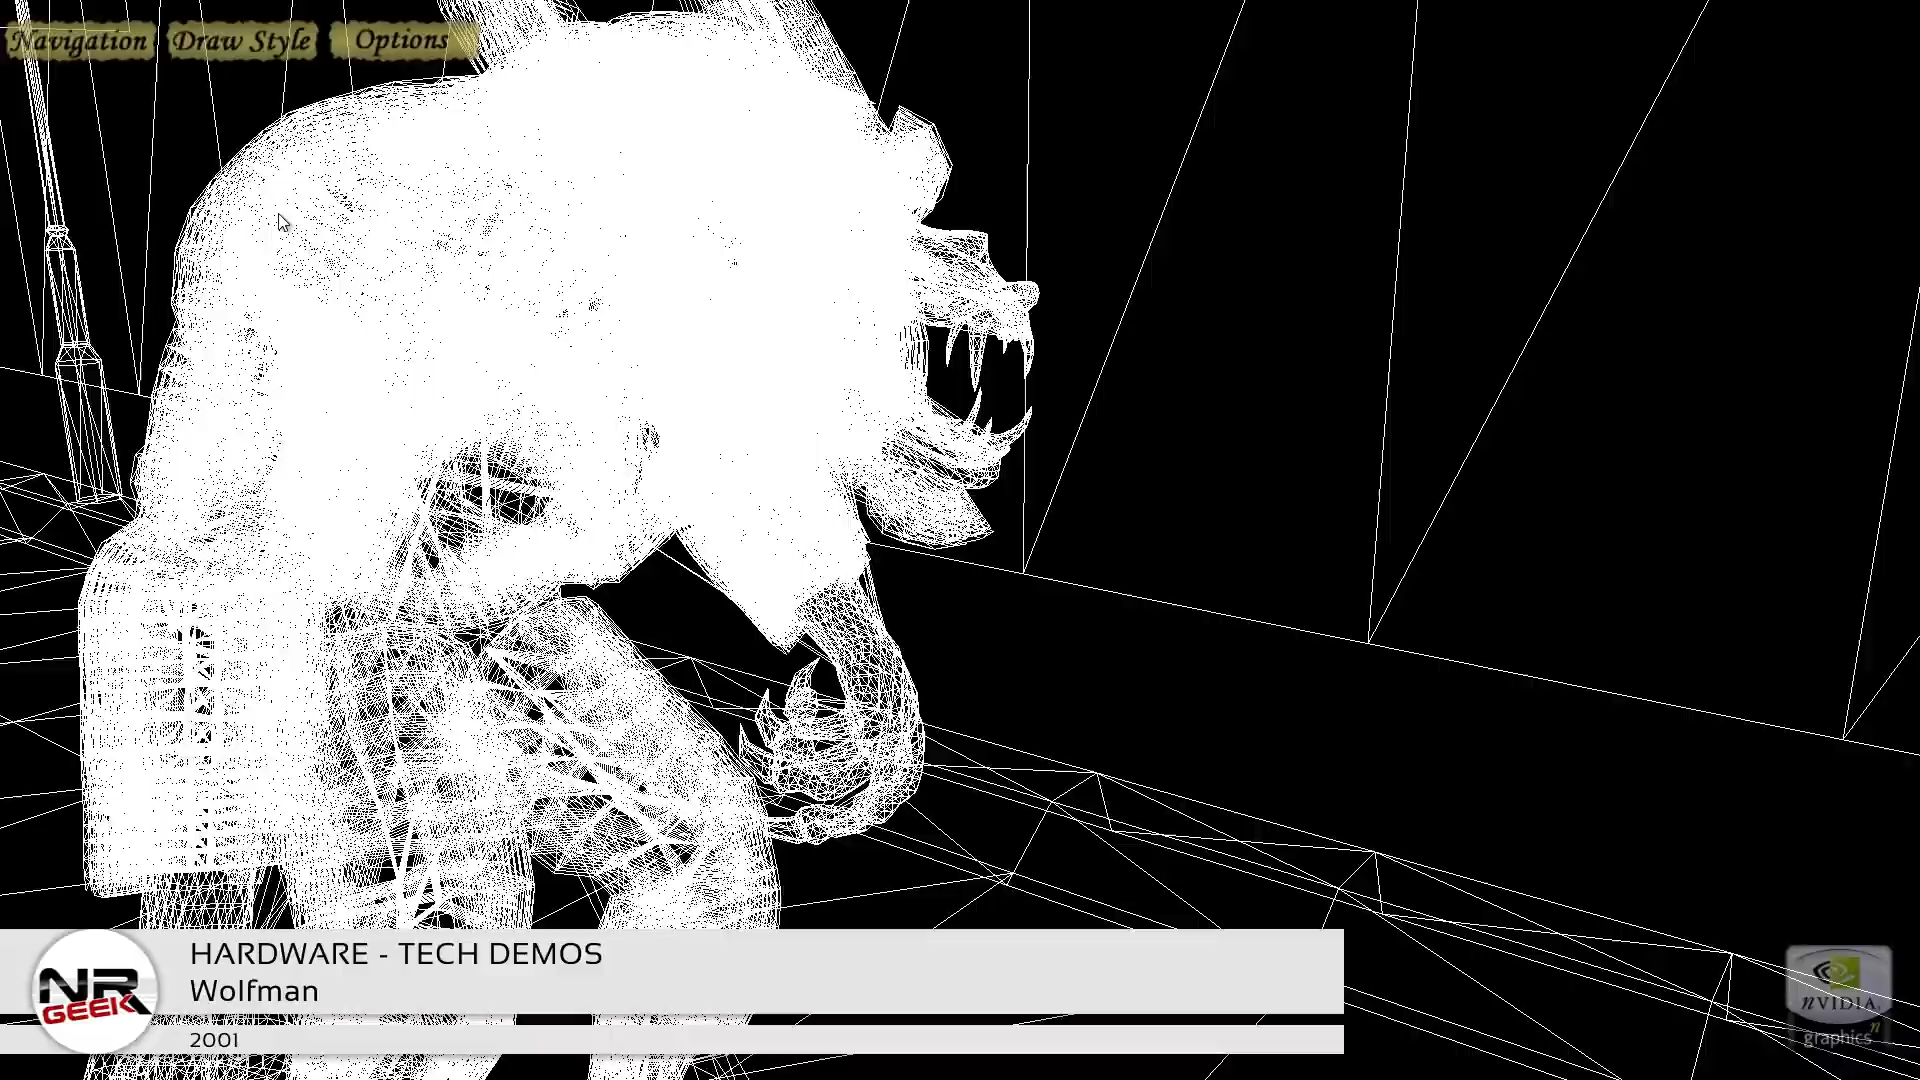 Navigation
Draw Style
Options
HARDWARE - TECH DEMOS
Wolfman
NR
GEEK
2001
nVIDIA.
graphics n